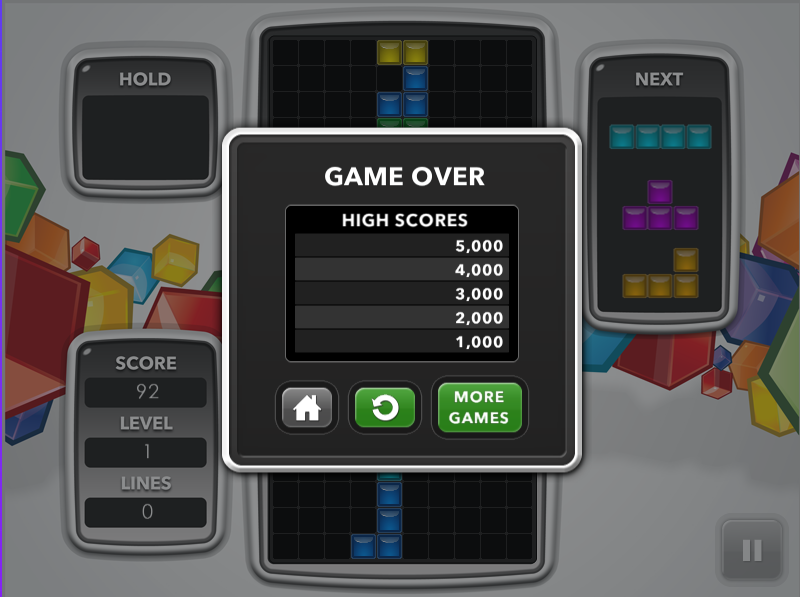 HOLD
NEXT
GAME OVER
HIGH SCORES
5,000
4,000
3,000
2,000
1,000
MORE
GAMES
SCORE
92
LEVEL
1
LINES
0